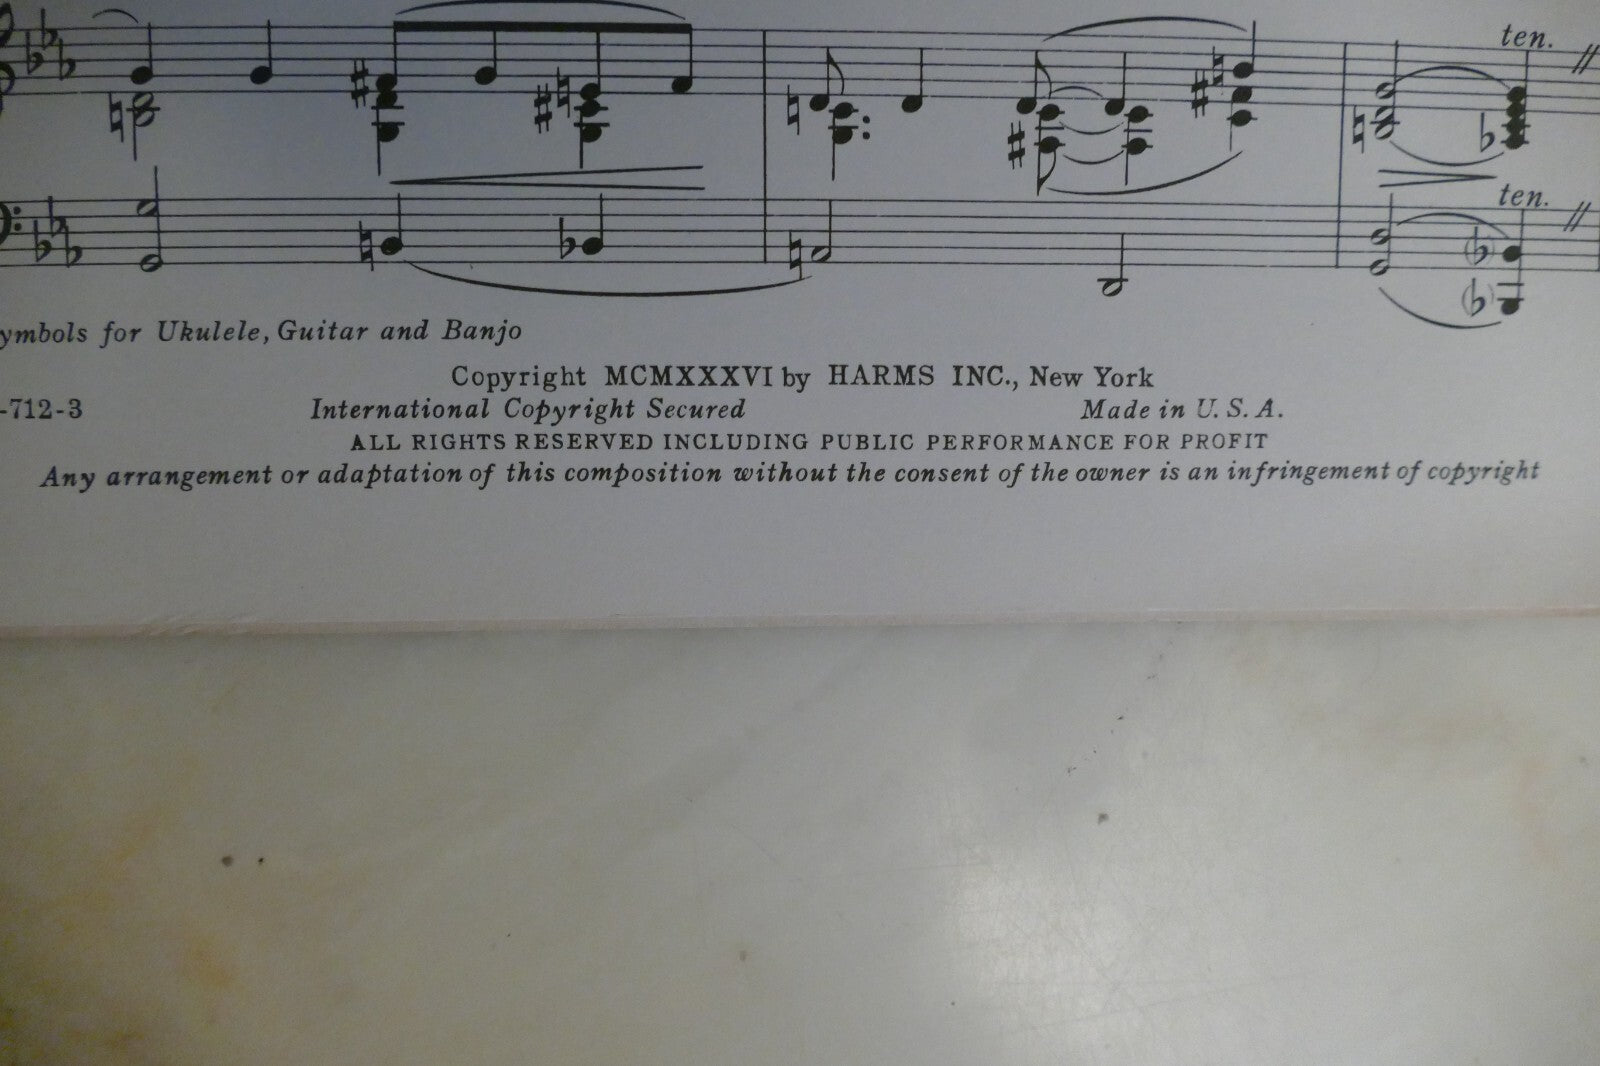 ten.
ten.
ymbols for Ukulele, Guitar and Banjo
Copyright MCMXXXVI by HARMS INC., New York
-712-3 International Copyright Secured Made in U. S. A.
ALL RIGHTS RESERVED INCLUDING PUBLIC PERFORMANCE FOR PROFIT
Any arrangement or adaptation of this composition without the consent of the owner is an infringement of copyright